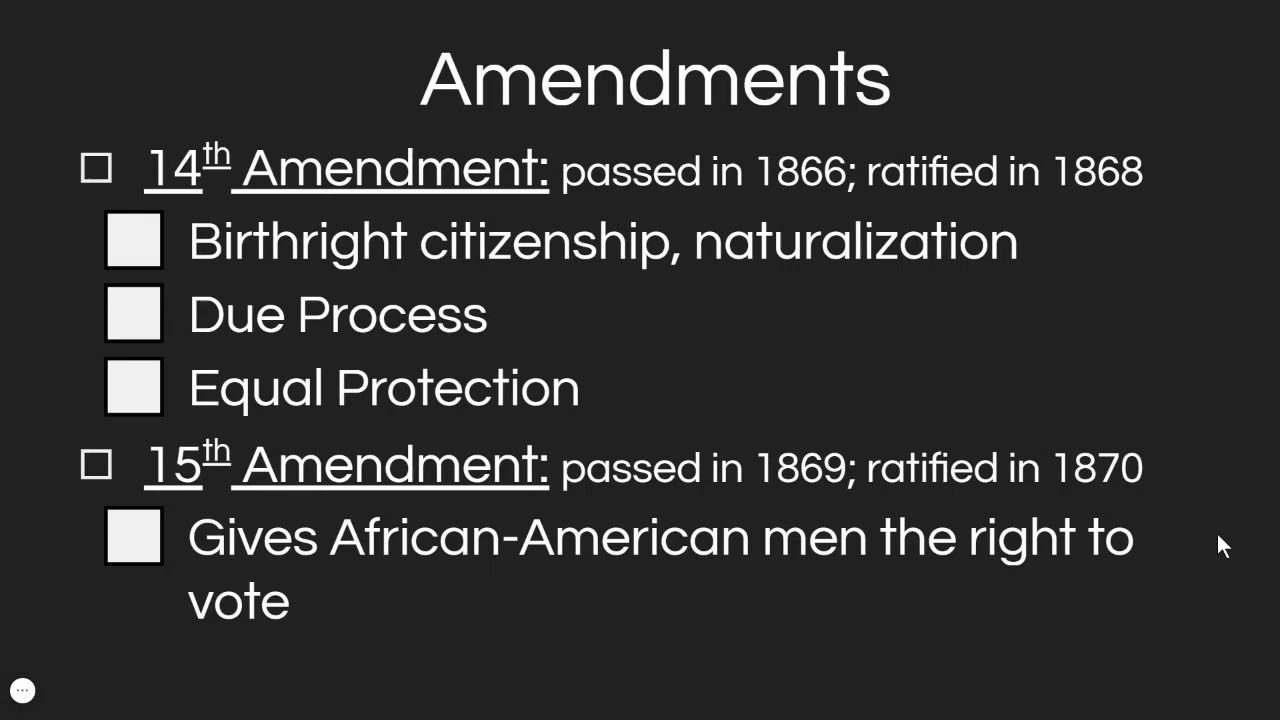 Amendments
14th Amendment: passed in 1866; ratified in 1868
Birthright citizenship, naturalization
Due Process
Equal Protection
15th Amendment: passed in 1869; ratified in 1870
Gives African-American men the right to
vote